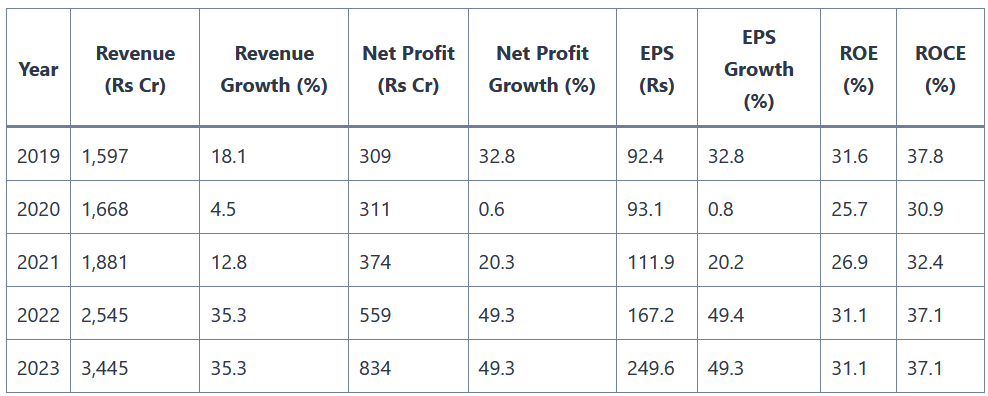 Year Revenue (Rs Cr) Revenue Growth (%) Net Profit (Rs Cr) Net Profit Growth (%) EPS (Rs) EPS Growth (%) ROE (%) ROCE (%)
2019 1,597 18.1 309 32.8 92.4 32.8 31.6 37.8
2020 1,668 4.5 311 0.6 93.1 0.8 25.7 30.9
2021 1,881 12.8 374 20.3 111.9 20.2 26.9 32.4
2022 2,545 35.3 559 49.3 167.2 49.4 31.1 37.1
2023 3,445 35.3 834 49.3 249.6 49.3 31.1 37.1